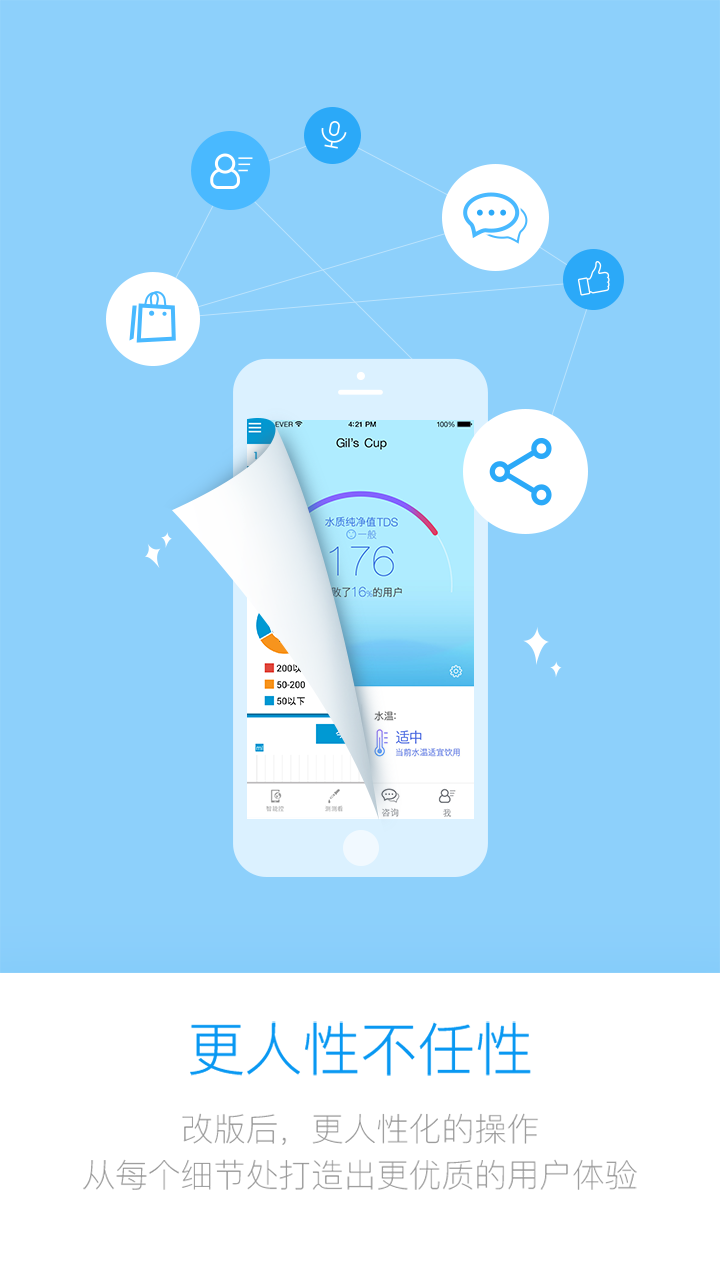 EVER 4:21 PM 100%
Gil's Cup
水质纯净值TDS
一般
176
败了16%的用户
200以
50-200
50以下
水温:
适中
当前水温适宜饮用
咨询
我
更人性不任性
改版后，更人性化的操作
从每个细节处打造出更优质的用户体验